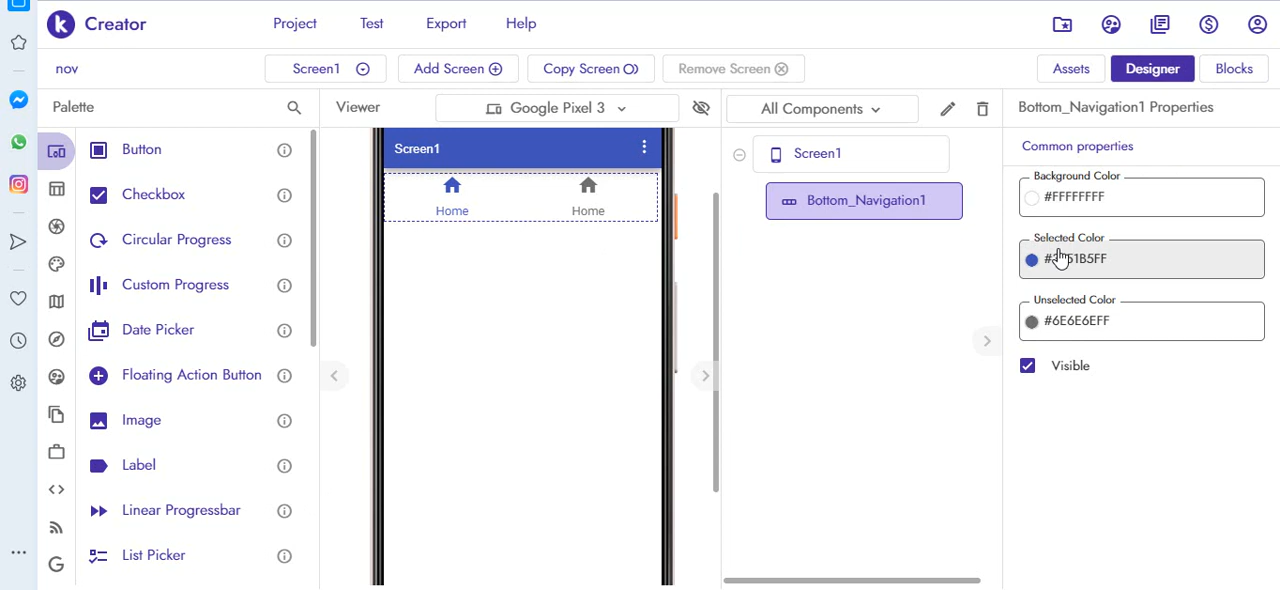 Creator
Project
Test
Export
Help
nov
Screen1
Add Screen
Copy Screen
Remove Screen
Assets
Designer
Blocks
Palette
Viewer
Google Pixel 3
All Components
Bottom_Navigation1 Properties
Common properties
Button
Checkbox
Circular Progress
Custom Progress
Date Picker
Floating Action Button
Image
Label
Linear Progressbar
List Picker
Screen1
Home
Home
Screen1
Bottom_Navigation1
Background Color
#FFFFFFFF
Selected Color
Unselected Color
#6E6E6EFF
Visible